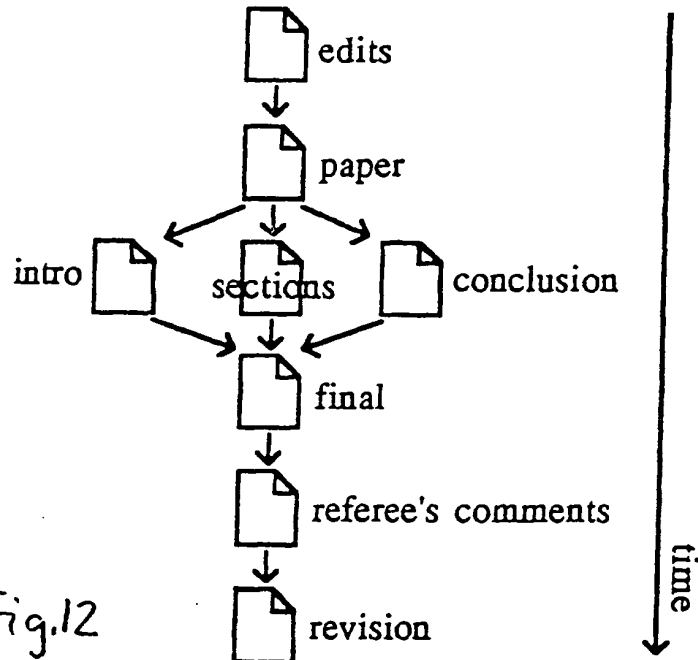 edits
paper
intro
sections
conclusion
final
referee's comments
time
Fig.12
revision